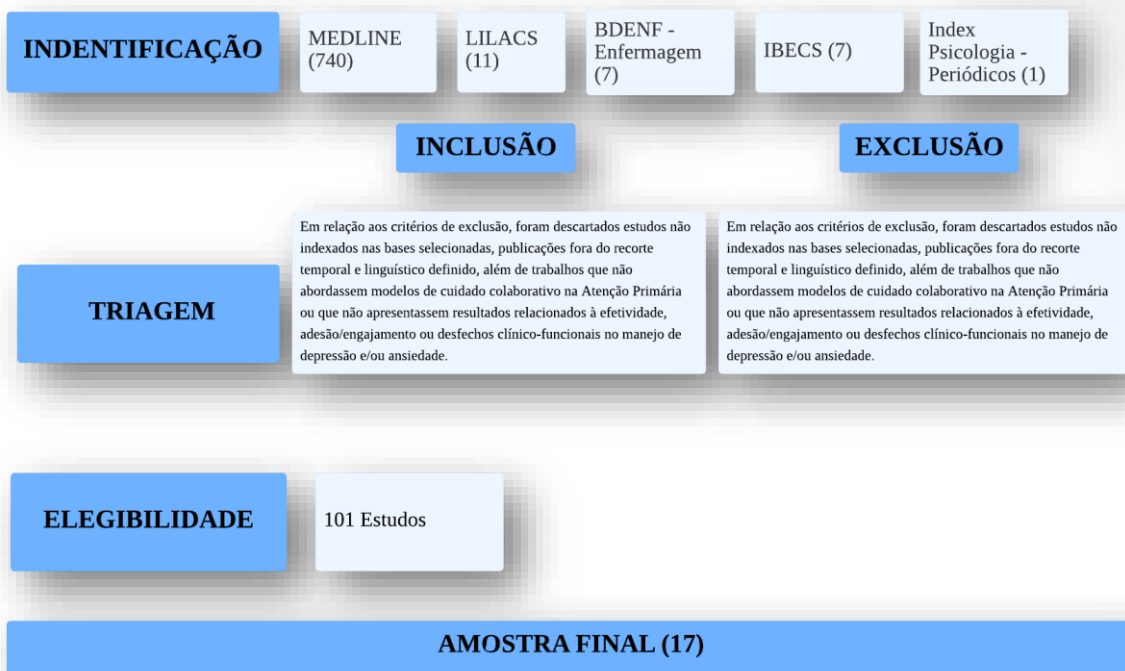 INDENTIFICAÇÃO
MEDLINE
(740)
LILACS
(11)
BDENF -
Enfermagem
(7)
IBECS (7)
Index
Psicologia -
Periódicos (1)
INCLUSÃO
EXCLUSÃO
TRIAGEM
Em relação aos critérios de exclusão, foram descartados estudos não
indexados nas bases selecionadas, publicações fora do recorte
temporal e linguístico definido, além de trabalhos que não
abordassem modelos de cuidado colaborativo na Atenção Primária
ou que não apresentassem resultados relacionados à efetividade,
adesão/engajamento ou desfechos clínico-funcionais no manejo de
depressão e/ou ansiedade.
Em relação aos critérios de exclusão, foram descartados estudos não
indexados nas bases selecionadas, publicações fora do recorte
temporal e linguístico definido, além de trabalhos que não
abordassem modelos de cuidado colaborativo na Atenção Primária
ou que não apresentassem resultados relacionados à efetividade,
adesão/engajamento ou desfechos clínico-funcionais no manejo de
depressão e/ou ansiedade.
ELEGIBILIDADE
101 Estudos
AMOSTRA FINAL (17)